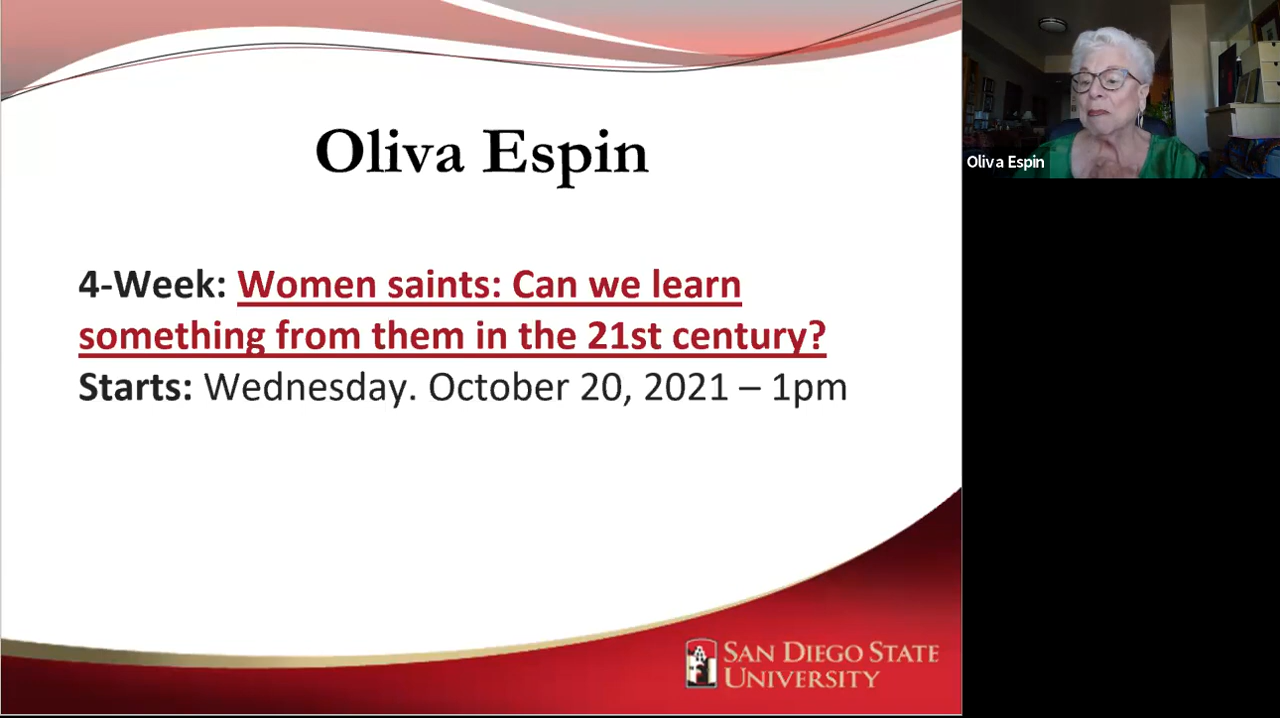 Oliva Espin
4-Week: Women saints: Can we learn
something from them in the 21st century?
Starts: Wednesday. October 20, 2021 – 1pm
SAN DIEGO STATE
UNIVERSITY
Oliva Espin